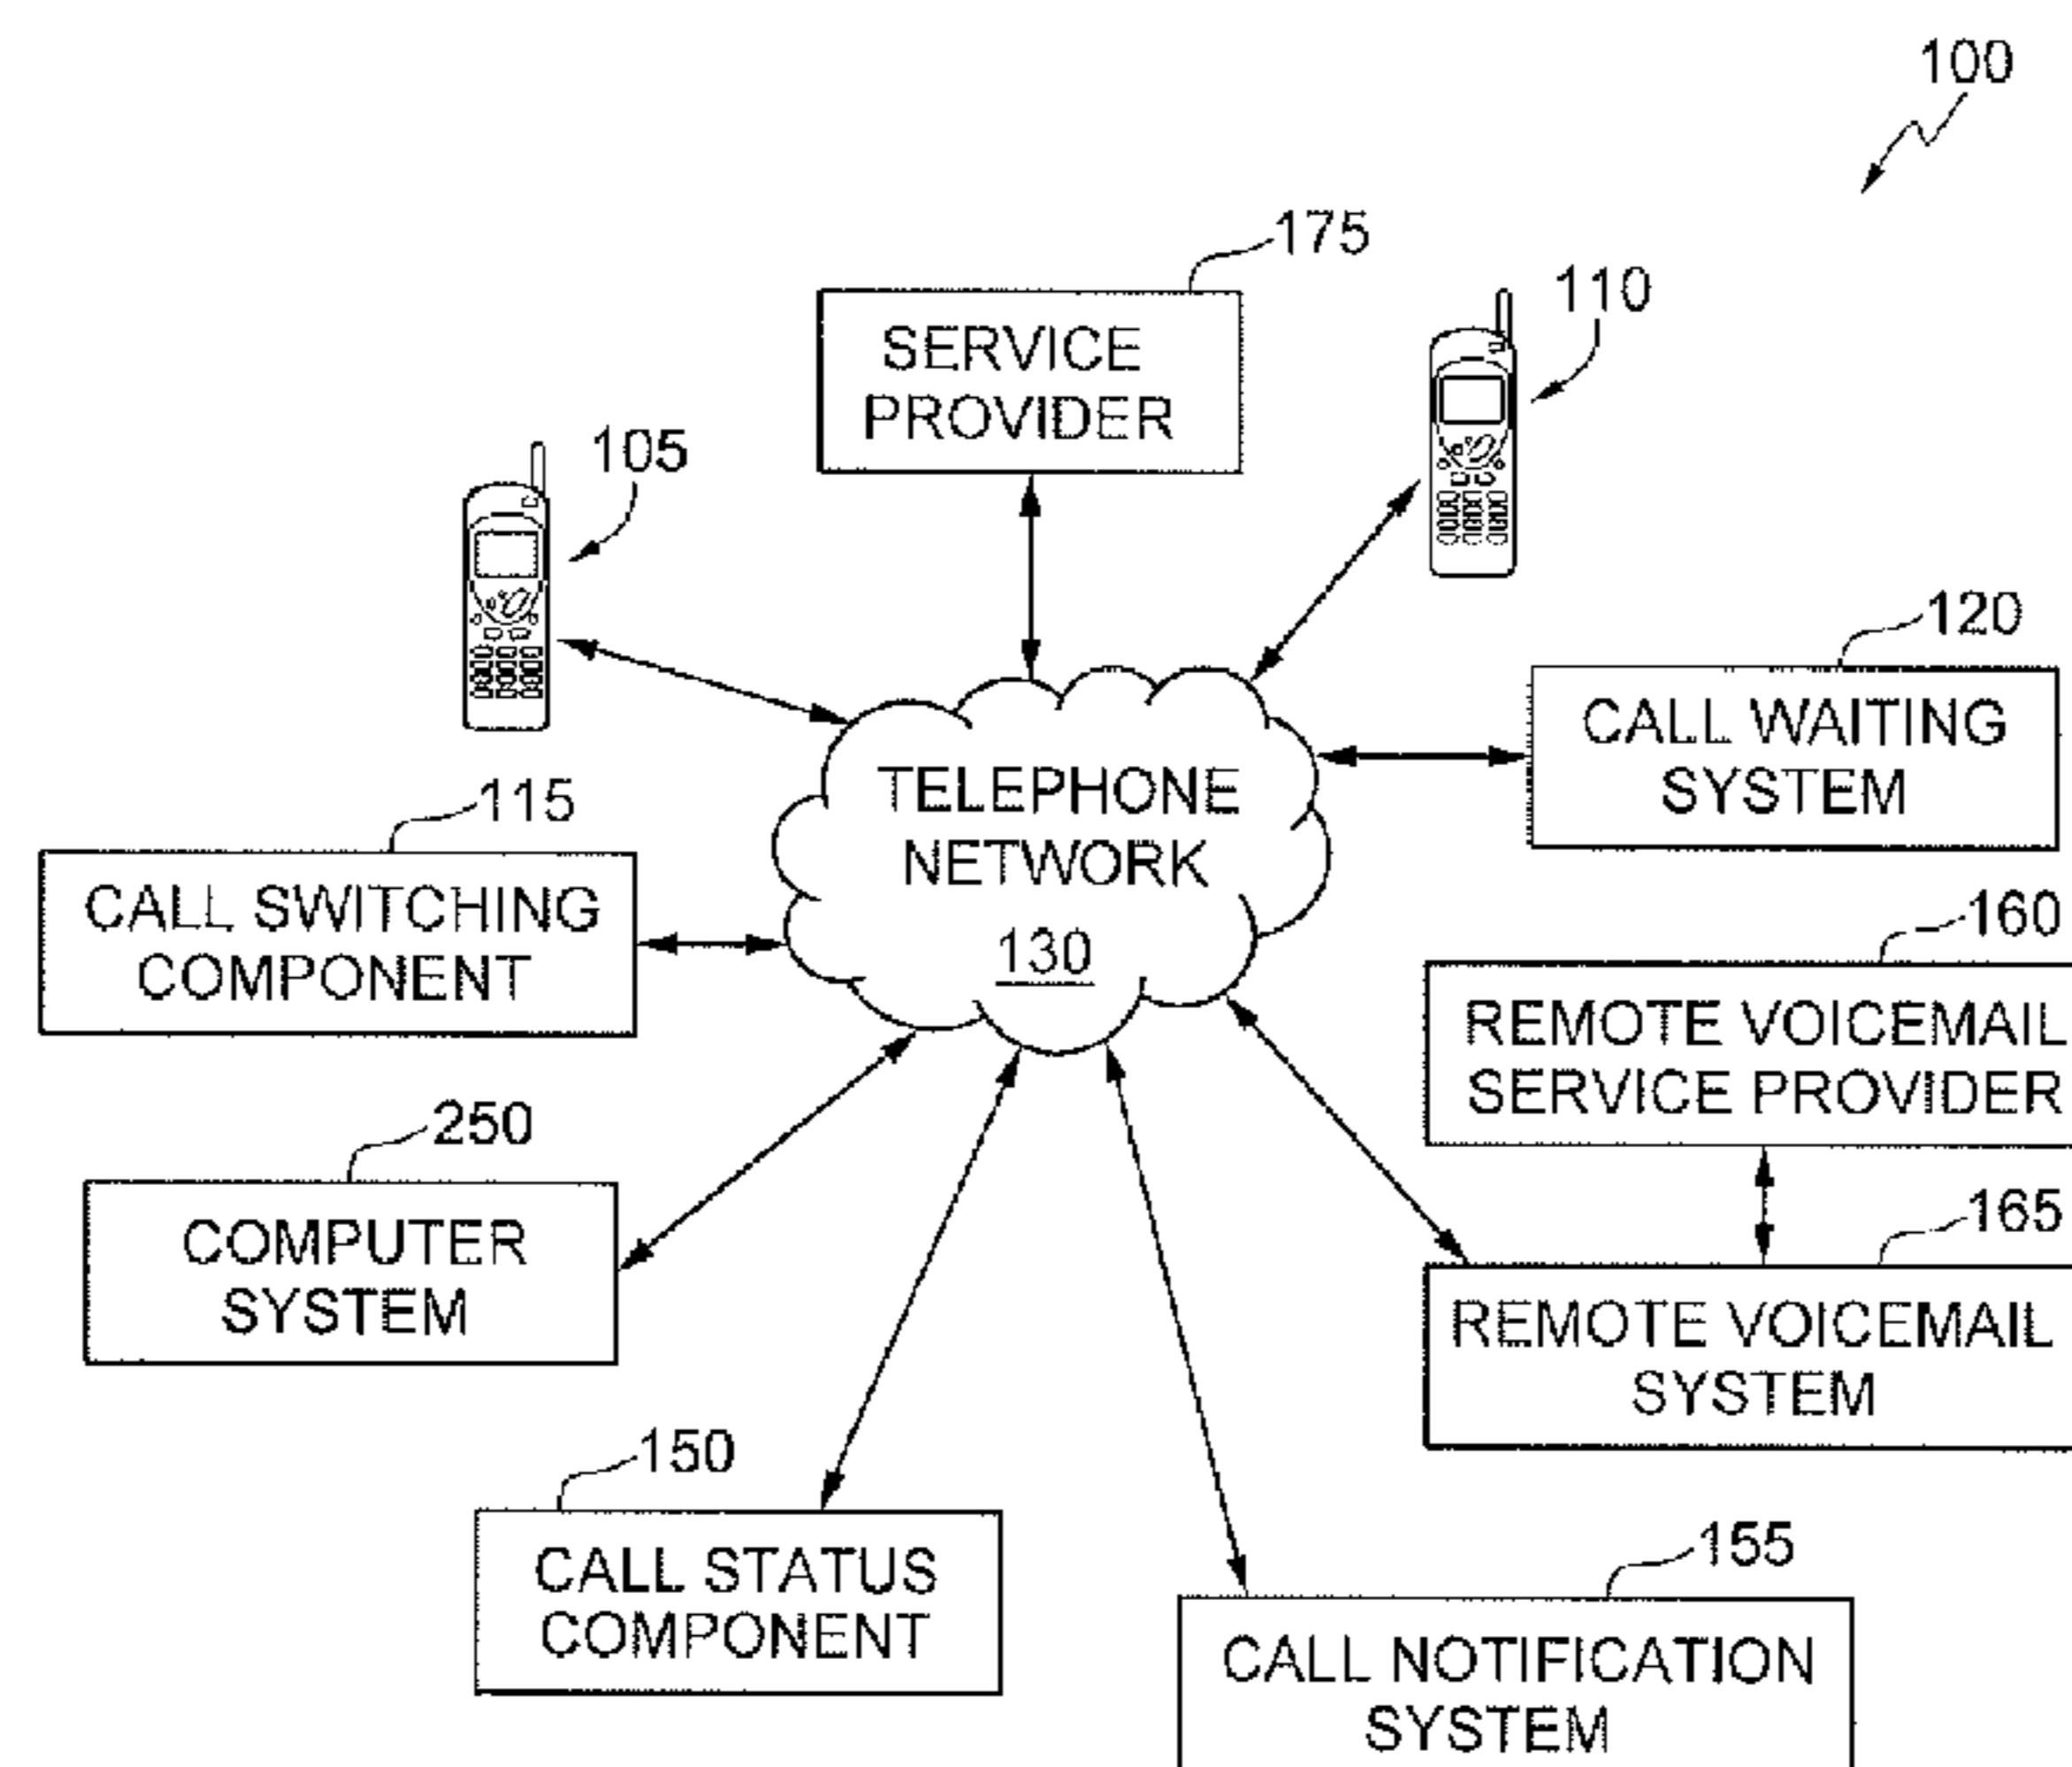 100
175
SERVICE
PROVIDER
110
105
120
CALL WAITING
SYSTEM
TELEPHONE
NETWORK
130
115
CALL SWITCHING
COMPONENT
160
REMOTE VOICEMAIL
SERVICE PROVIDER
250
COMPUTER
SYSTEM
165
REMOTE VOICEMAIL
SYSTEM
150
CALL STATUS
COMPONENT
155
CALL NOTIFICATION
SYSTEM